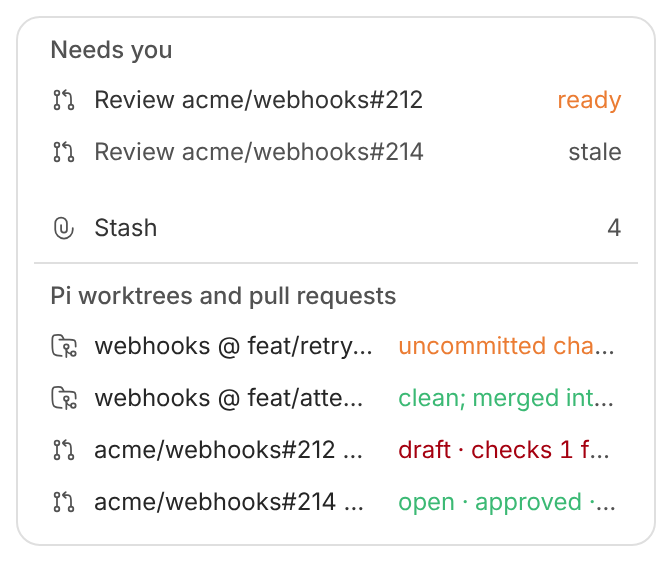 Needs you
Review acme/webhooks#212 ready
Review acme/webhooks#214 stale
Stash 4
Pi worktrees and pull requests
webhooks @ feat/retry... uncommitted cha...
webhooks @ feat/atte... clean; merged int...
acme/webhooks#212 ... draft · checks 1 f...
acme/webhooks#214 ... open · approved ·...